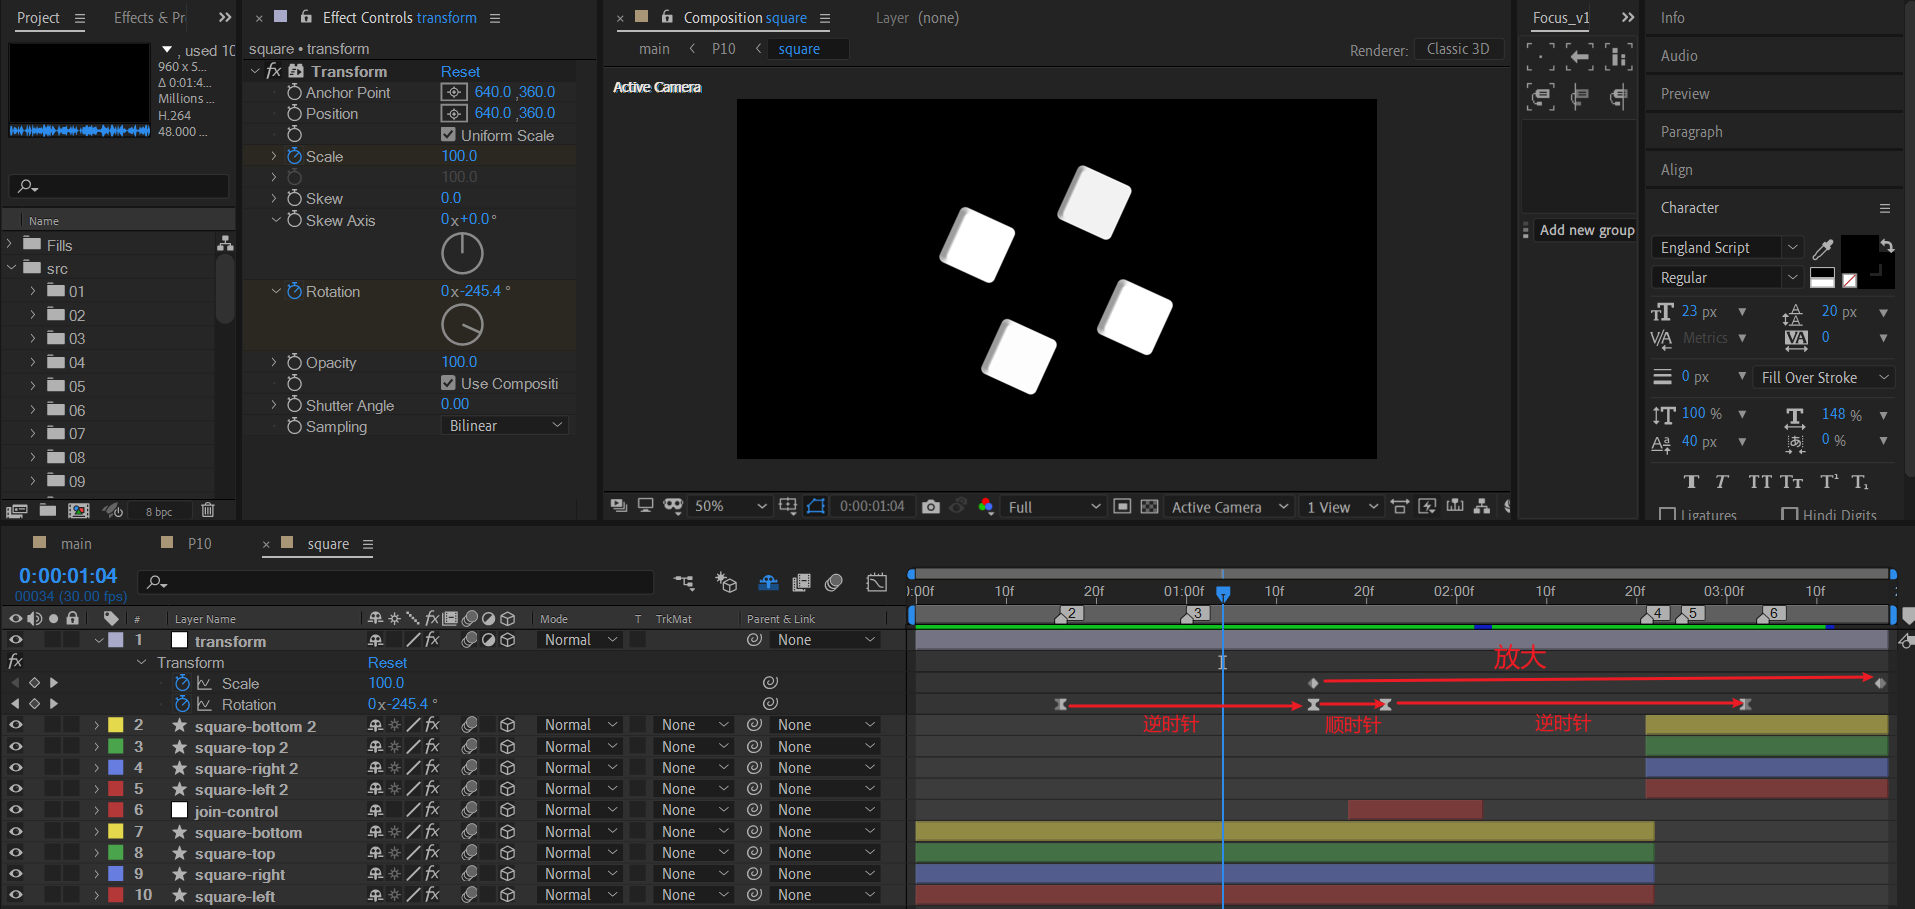 Project
Effects & Pr
Effect Controls transform
Composition square
Layer (none)
Focus_v1
Info
, used 10
960 x 5...
Δ 0:01:4...
Millions ...
H.264
48.000 ...
square • transform
fx Transform Reset
Anchor Point 640.0 ,360.0
Position 640.0 ,360.0
Uniform Scale
Scale 100.0
100.0
Skew 0.0
Skew Axis 0x+0.0°
Rotation 0x-245.4°
Opacity 100.0
Use Compositi
Shutter Angle 0.00
Sampling Bilinear
main < P10 < square
Renderer: Classic 3D
Active Camera
50% 0:00:01:04 Full Active Camera 1 View
Add new group
Audio
Preview
Paragraph
Align
Character
England Script
Regular
23 px 20 px
Metrics 0
0 px Fill Over Stroke
100 % 148 %
40 px 0 %
Ligatures Hindi Digits
Name
Fills
src
01
02
03
04
05
06
07
08
09
8 bpc
main P10 square
0:00:01:04
00034 (30.00 fps)
:00f 10f 20f 01:00f 10f 20f 02:00f 10f 20f 03:00f 10f
2 3 4 5 6
# Layer Name fx Mode T TrkMat Parent & Link
1 transform fx Normal None
fx Transform Reset
放大
Scale 100.0
Rotation 0x-245.4°
逆时针 顺时针 逆时针
2 square-bottom 2 fx Normal None None
3 square-top 2 fx Normal None None
4 square-right 2 fx Normal None None
5 square-left 2 fx Normal None None
6 join-control fx Normal None None
7 square-bottom fx Normal None None
8 square-top fx Normal None None
9 square-right fx Normal None None
10 square-left fx Normal None None